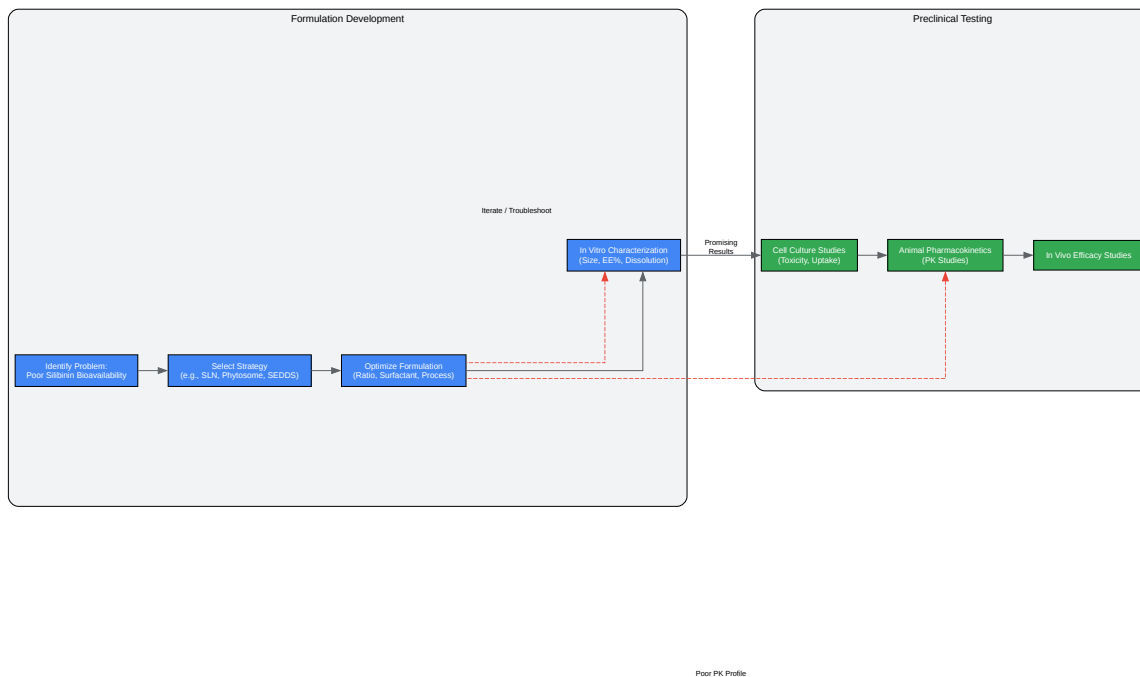 Formulation Development
Preclinical Testing
Iterate / Troubleshoot
In Vitro Characterization
(Size, EE%, Dissolution)
Promising
Results
Cell Culture Studies
(Toxicity, Uptake)
Animal Pharmacokinetics
(PK Studies)
In Vivo Efficacy Studies
Identify Problem:
Poor Silibinin Bioavailability
Select Strategy
(e.g., SLN, Phytosome, SEDDS)
Optimize Formulation
(Ratio, Surfactant, Process)
Poor PK Profile